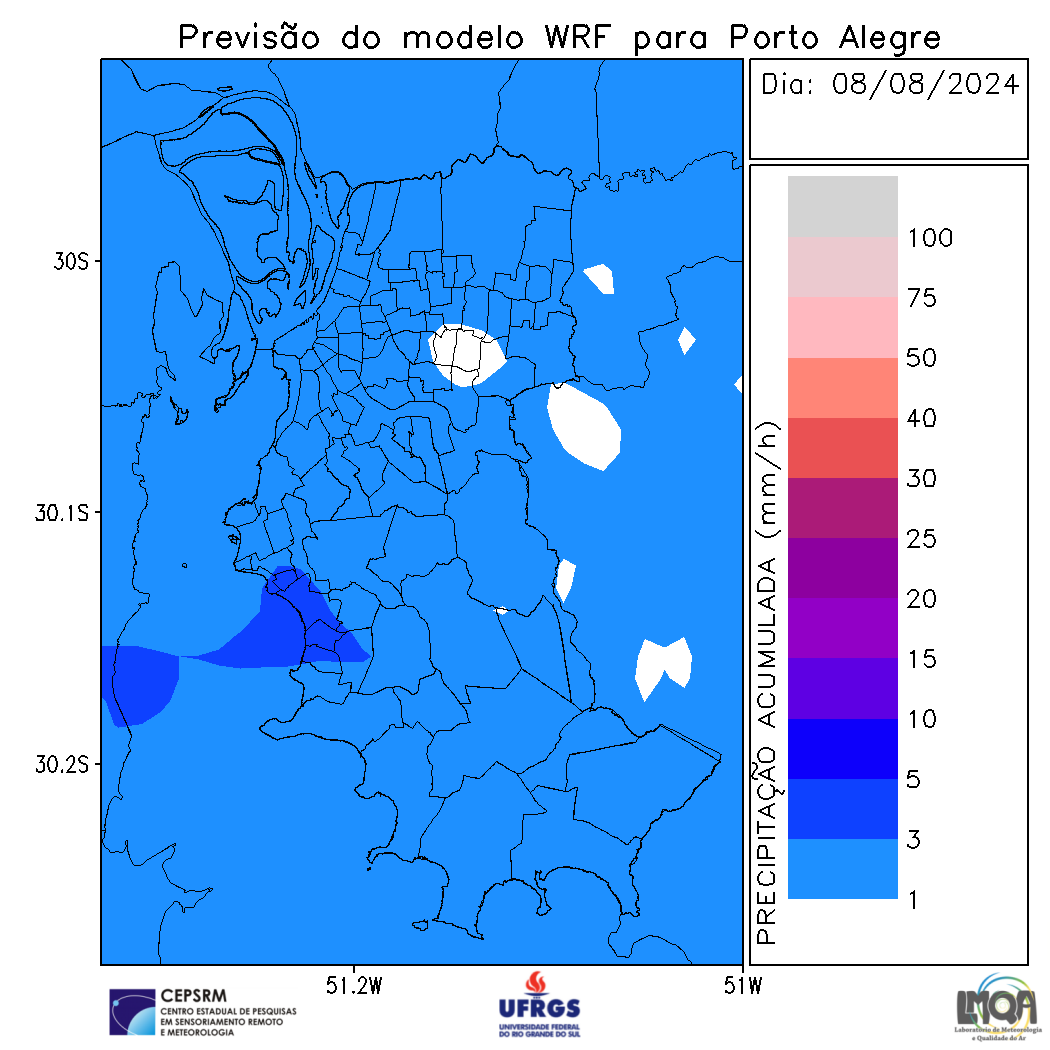 Previsão do modelo WRF para Porto Alegre
Dia: 08/08/2024
30S
30.1S
30.2S
51.2W
51W
PRECIPITAÇÃO ACUMULADA (mm/h)
100
75
50
40
30
25
20
15
10
5
3
1
CEPSRM
CENTRO ESTADUAL DE PESQUISAS
EM SENSORIAMENTO REMOTO
E METEOROLOGIA
UFRGS
UNIVERSIDADE FEDERAL
DO RIO GRANDE DO SUL
LMQA
Laboratório de Meteorologia
e Qualidade do Ar